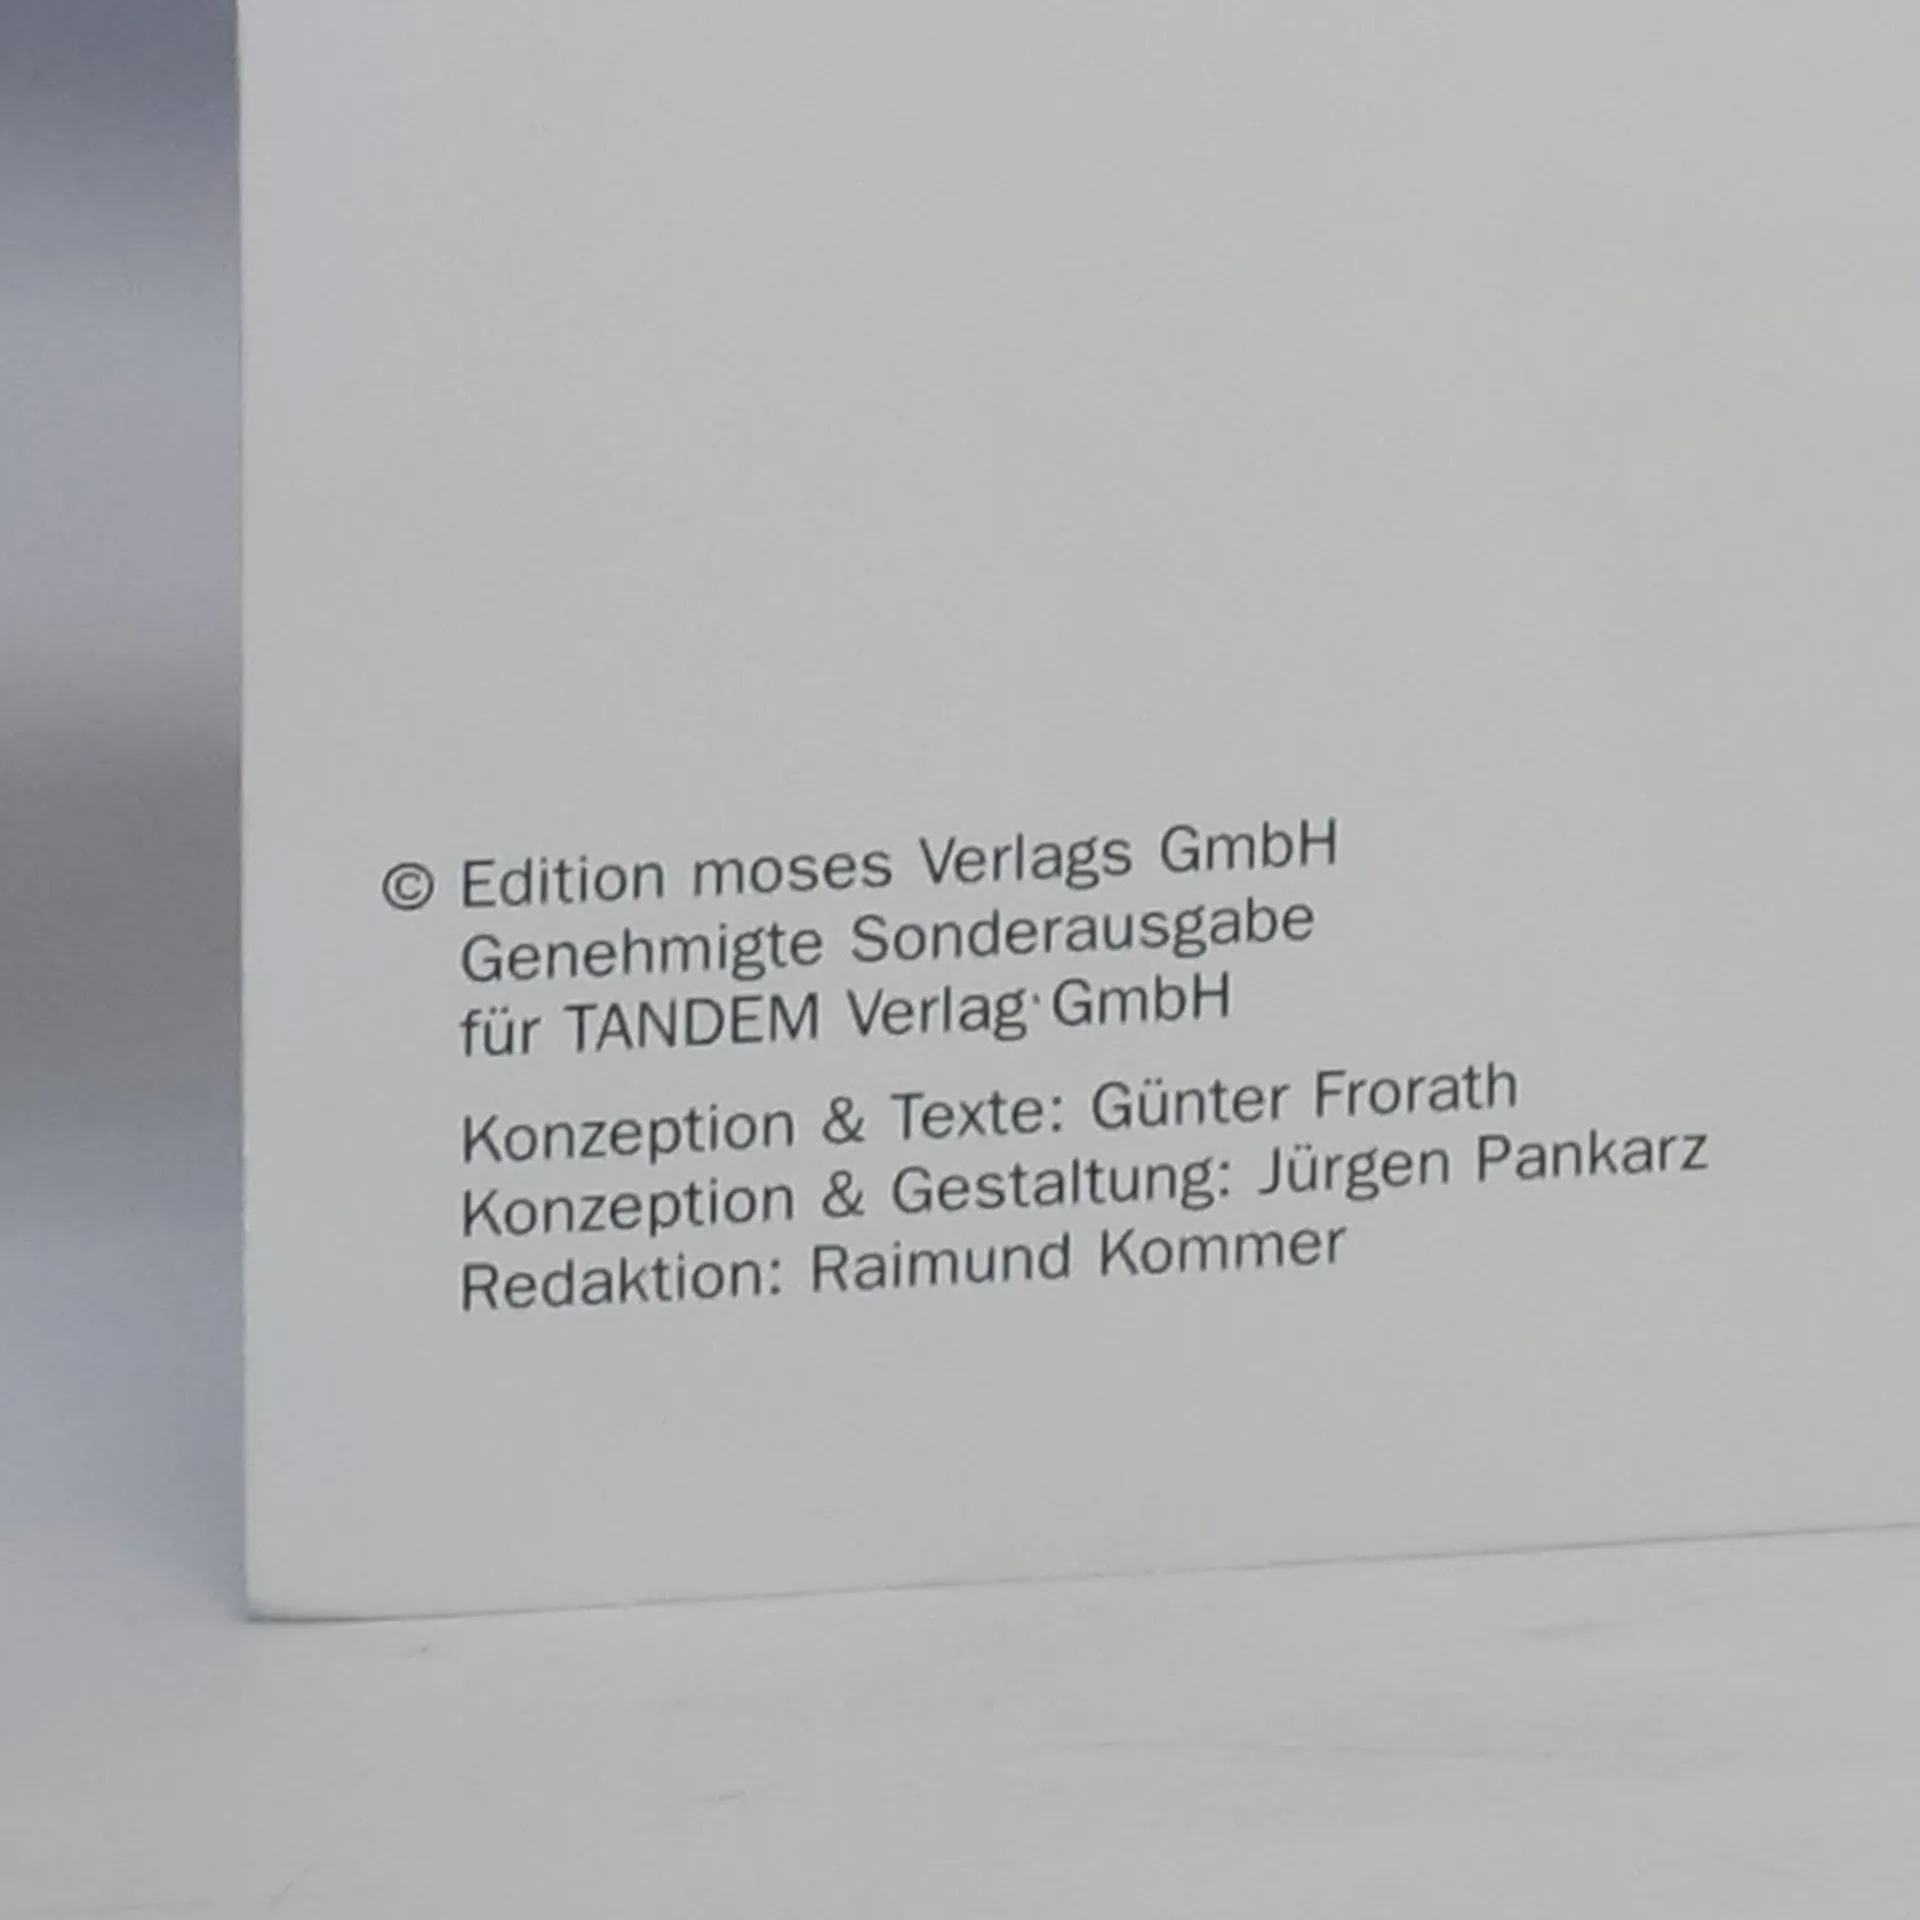 © Edition moses Verlags GmbH
Genehmigte Sonderausgabe
für TANDEM Verlag GmbH
Konzeption & Texte: Günter Frorath
Konzeption & Gestaltung: Jürgen Pankarz
Redaktion: Raimund Kommer